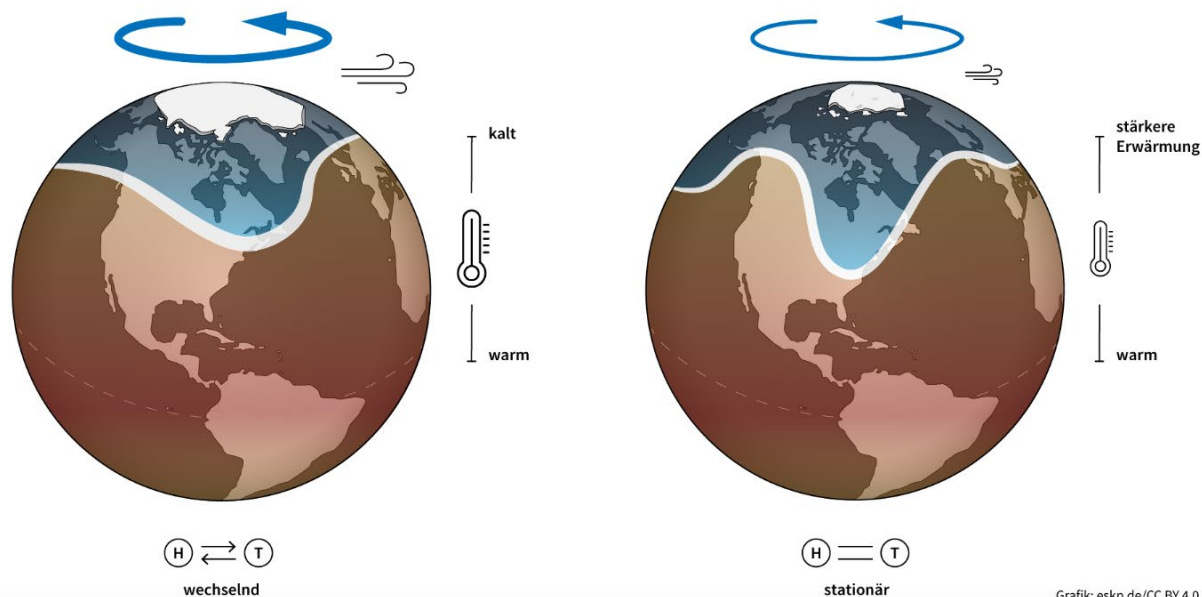 kalt
warm
H T
wechselnd
stärkere
Erwärmung
warm
H T
stationär
Grafik: eskp.de/CC BY 4.0